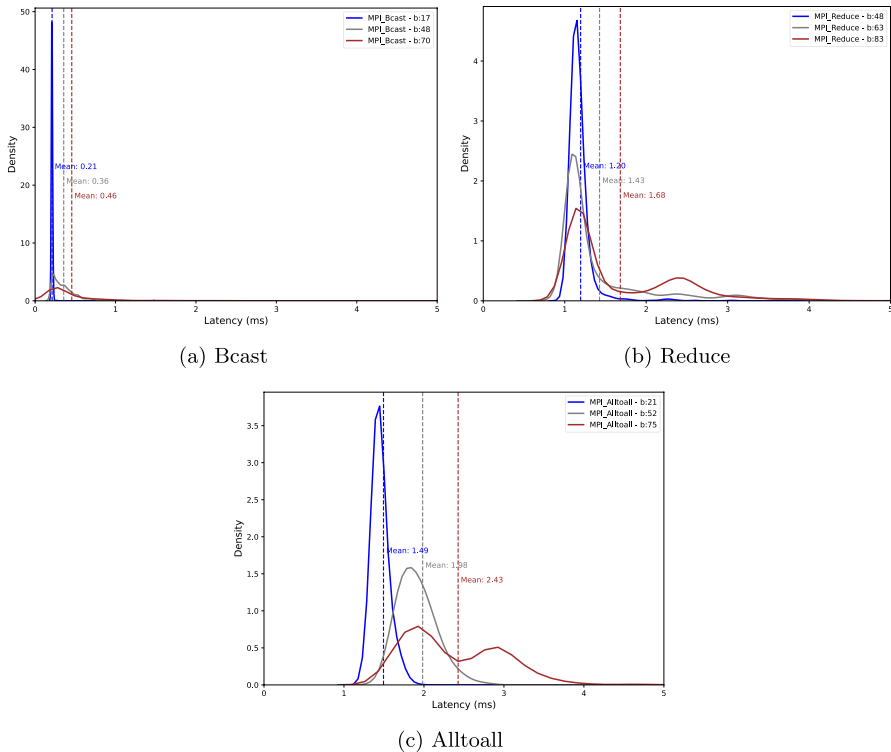 MPI_Bcast - b:17
MPI_Bcast - b:48
MPI_Bcast - b:70
50
40
30
20
10
0
Density
Mean: 0.21
Mean: 0.36
Mean: 0.46
0 1 2 3 4 5
Latency (ms)
(a) Bcast
MPI_Reduce - b:48
MPI_Reduce - b:63
MPI_Reduce - b:83
4
3
2
1
0
Density
Mean: 1.20
Mean: 1.43
Mean: 1.68
0 1 2 3 4 5
Latency (ms)
(b) Reduce
MPI_Alltoall - b:21
MPI_Alltoall - b:52
MPI_Alltoall - b:75
3.5
3.0
2.5
2.0
1.5
1.0
0.5
0.0
Density
Mean: 1.49
Mean: 1.98
Mean: 2.43
0 1 2 3 4 5
Latency (ms)
(c) Alltoall